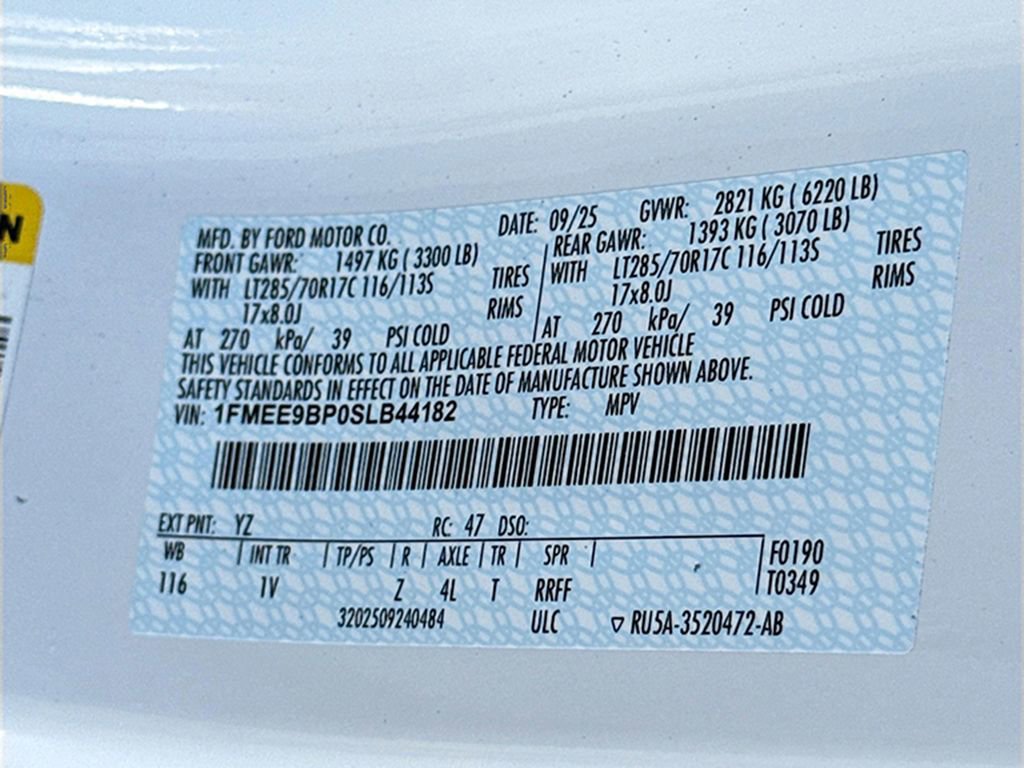 N
MFD. BY FORD MOTOR CO. DATE: 09/25 GVWR: 2821 KG ( 6220 LB)
FRONT GAWR: 1497 KG ( 3300 LB) REAR GAWR: 1393 KG ( 3070 LB)
WITH LT285/70R17C 116/113S TIRES WITH LT285/70R17C 116/113S TIRES
17x8.0J RIMS 17x8.0J RIMS
AT 270 kPa/ 39 PSI COLD AT 270 kPa/ 39 PSI COLD
THIS VEHICLE CONFORMS TO ALL APPLICABLE FEDERAL MOTOR VEHICLE
SAFETY STANDARDS IN EFFECT ON THE DATE OF MANUFACTURE SHOWN ABOVE.
VIN: 1FMEE9BP0SLB44182 TYPE: MPV
EXT PNT: YZ RC: 47 DSO:
WB INT TR TP/PS R AXLE TR SPR F0190
116 1V Z 4L T RRFF T0349
3202509240484 ULC ▽ RU5A-3520472-AB